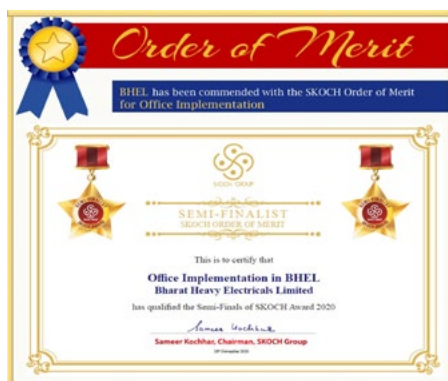 Order of Merit
BHEL has been commended with the SKOCH Order of Merit
for Office Implementation
SKOCH GROUP
SEMI-FINALIST
SKOCH ORDER OF MERIT
This is to certify that
Office Implementation in BHEL
Bharat Heavy Electricals Limited
has qualified the Semi-Finals of SKOCH Award 2020
Sameer Kochhar
Sameer Kochhar, Chairman, SKOCH Group